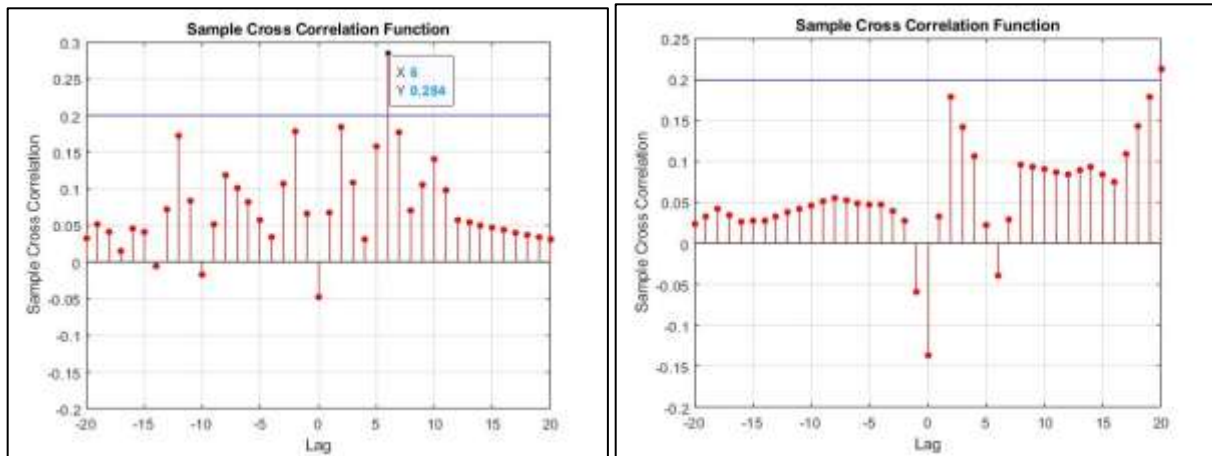 Sample Cross Correlation Function
0.3
0.25
0.2
0.15
0.1
0.05
0
-0.05
-0.1
-0.15
-0.2
Sample Cross Correlation
X 6
Y 0.284
-20 -15 -10 -5 0 5 10 15 20
Lag
Sample Cross Correlation Function
0.25
0.2
0.15
0.1
0.05
0
-0.05
-0.1
-0.15
-0.2
Sample Cross Correlation
-20 -15 -10 -5 0 5 10 15 20
Lag